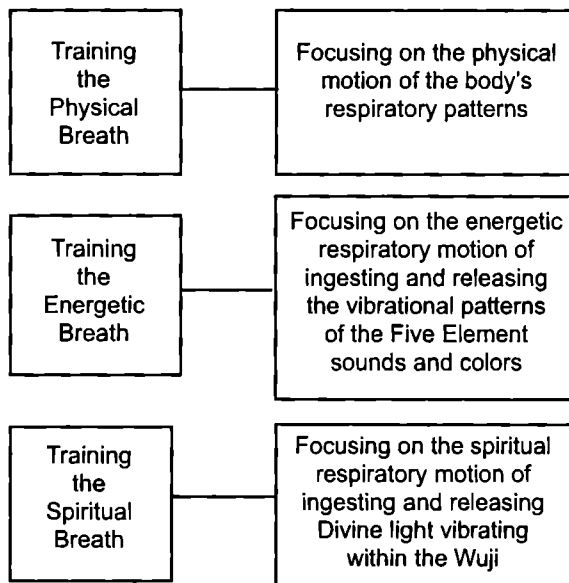 Training
the
Physical
Breath
Focusing on the physical
motion of the body's
respiratory patterns
Training
the
Energetic
Breath
Focusing on the energetic
respiratory motion of
ingesting and releasing
the vibrational patterns
of the Five Element
sounds and colors
Training
the
Spiritual
Breath
Focusing on the spiritual
respiratory motion of
ingesting and releasing
Divine light vibrating
within the Wuji